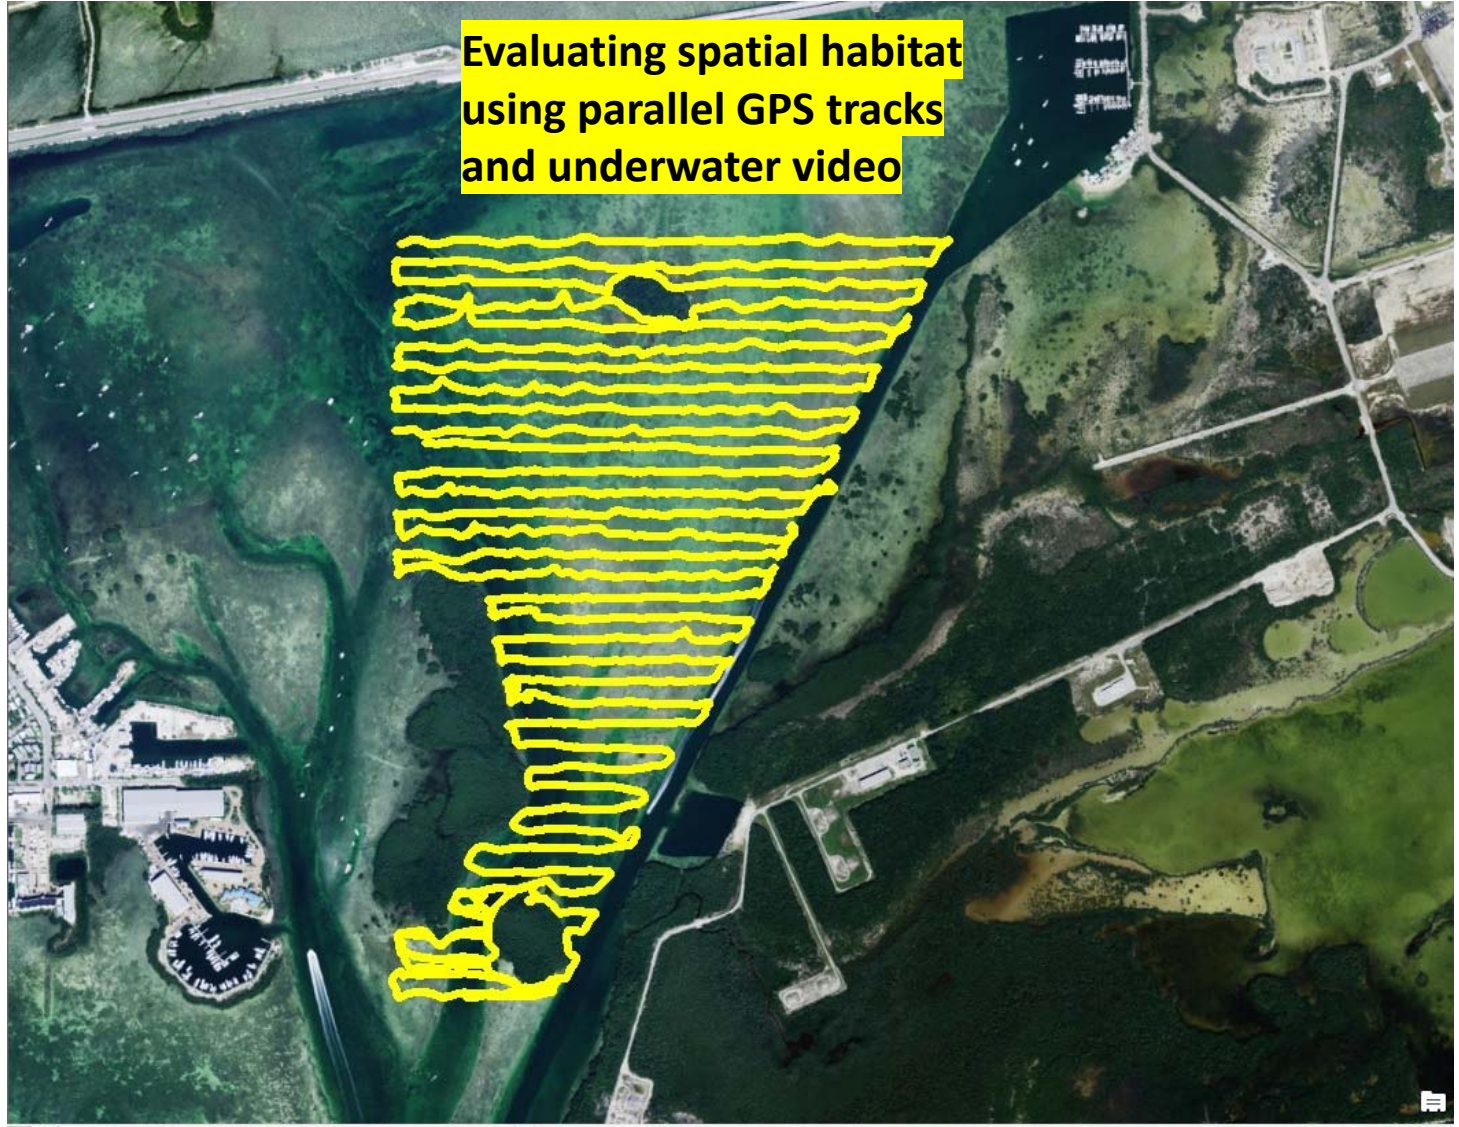 Evaluating spatial habitat
using parallel GPS tracks
and underwater video